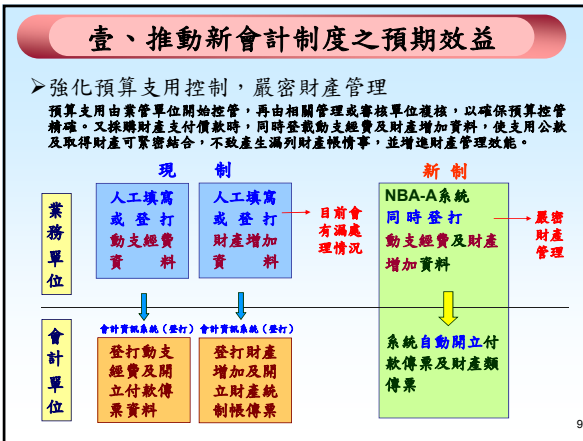 壹、推動新會計制度之預期效益
➢強化預算支用控制，嚴密財產管理
預算支用由業管單位開始控管，再由相關管理或審核單位複核，以確保預算控管
精確。又採購財產支付價款時，同時登載動支經費及財產增加資料，使支用公款
及取得財產可緊密結合，不致產生漏列財產帳情事，並增進財產管理效能。
現 制
新 制
業務單位
人工填寫
或登打
動支經費
資 料
人工填寫
或登打
財產增加
資 料
目前會
有漏處
理情況
NBA-A系統
同時登打
動支經費及財產
增加資料
嚴密
財產
管理
會計單位
會計資訊系統（登打）
會計資訊系統（登打）
登打動支
經費及開
立付款傳
票資料
登打財產
增加及開
立財產統
制帳傳票
系統自動開立付
款傳票及財產類
傳票
9